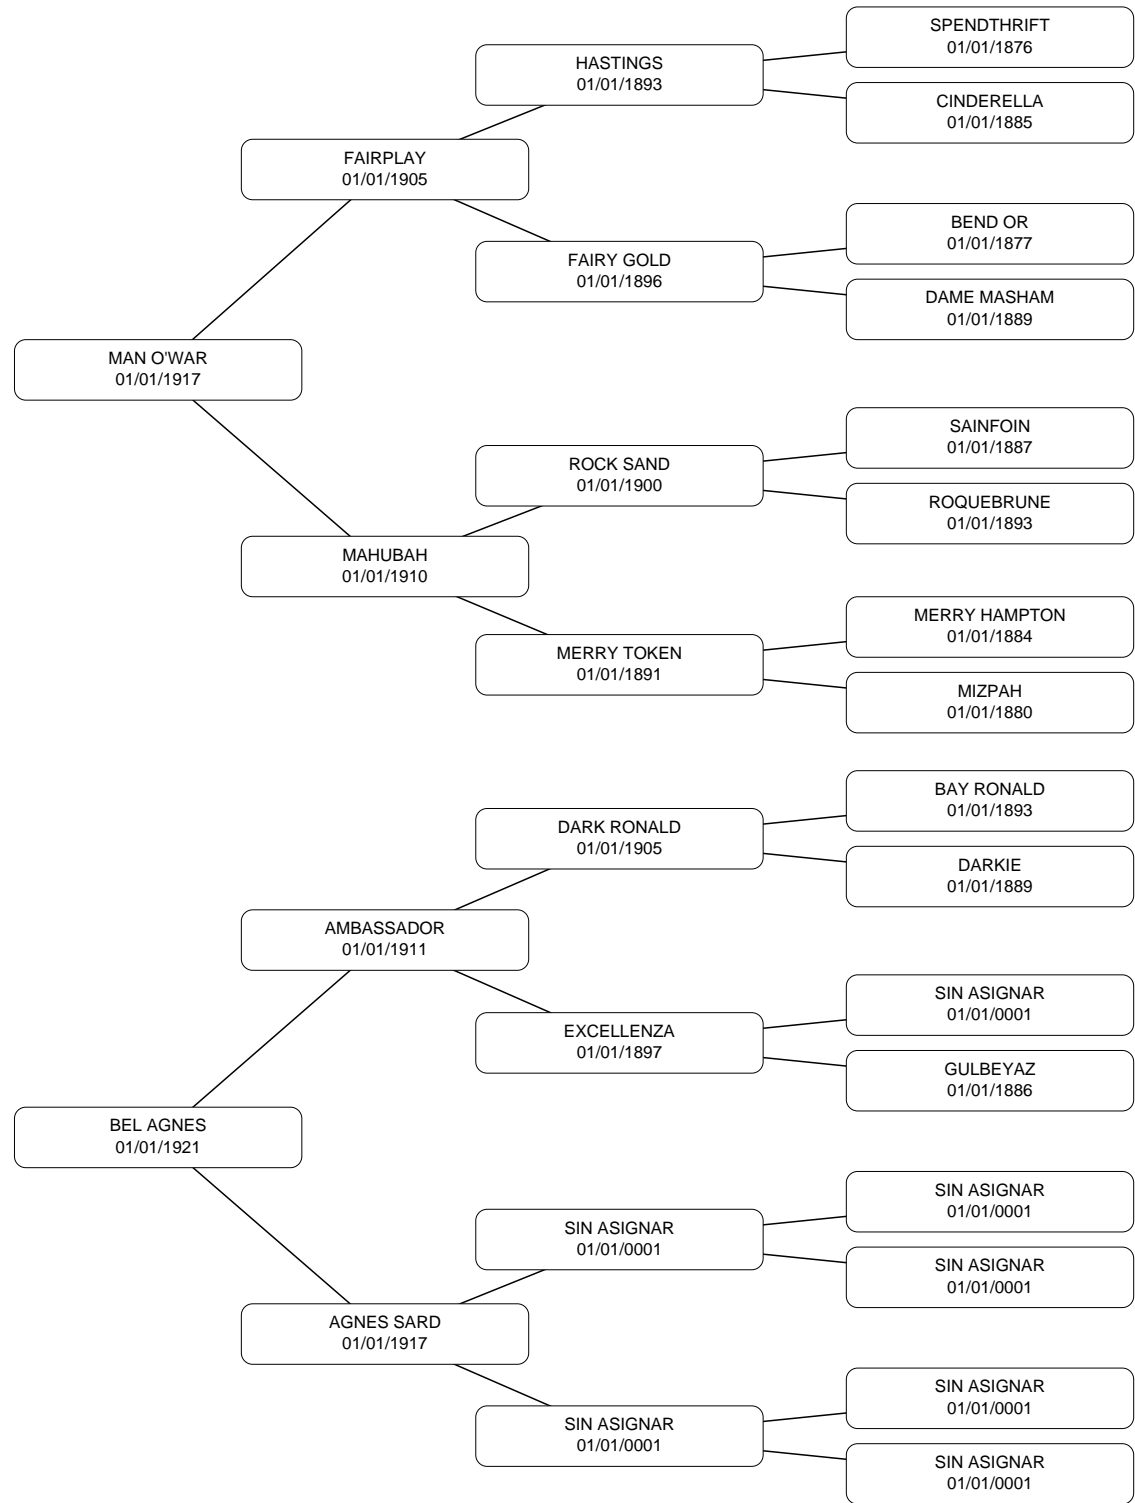 SPENDTHRIFT
01/01/1876
HASTINGS
01/01/1893
CINDERELLA
01/01/1885
FAIRPLAY
01/01/1905
BEND OR
01/01/1877
FAIRY GOLD
01/01/1896
DAME MASHAM
01/01/1889
MAN O'WAR
01/01/1917
SAINFOIN
01/01/1887
ROCK SAND
01/01/1900
ROQUEBRUNE
01/01/1893
MAHUBAH
01/01/1910
MERRY HAMPTON
01/01/1884
MERRY TOKEN
01/01/1891
MIZPAH
01/01/1880
BAY RONALD
01/01/1893
DARK RONALD
01/01/1905
DARKIE
01/01/1889
AMBASSADOR
01/01/1911
SIN ASIGNAR
01/01/0001
EXCELLENZA
01/01/1897
GULBEYAZ
01/01/1886
BEL AGNES
01/01/1921
SIN ASIGNAR
01/01/0001
SIN ASIGNAR
01/01/0001
SIN ASIGNAR
01/01/0001
AGNES SARD
01/01/1917
SIN ASIGNAR
01/01/0001
SIN ASIGNAR
01/01/0001
SIN ASIGNAR
01/01/0001